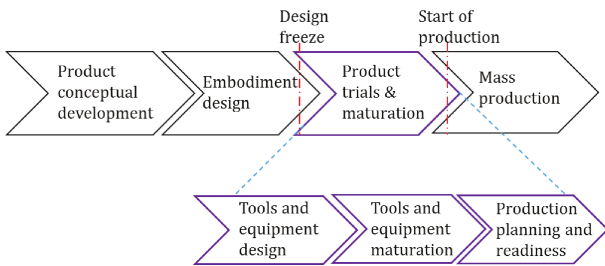 Design
freeze
Start of
production
Product
conceptual
development
Embodiment
design
Product
trials &
maturation
Mass
production
Tools and
equipment
design
Tools and
equipment
maturation
Production
planning and
readiness